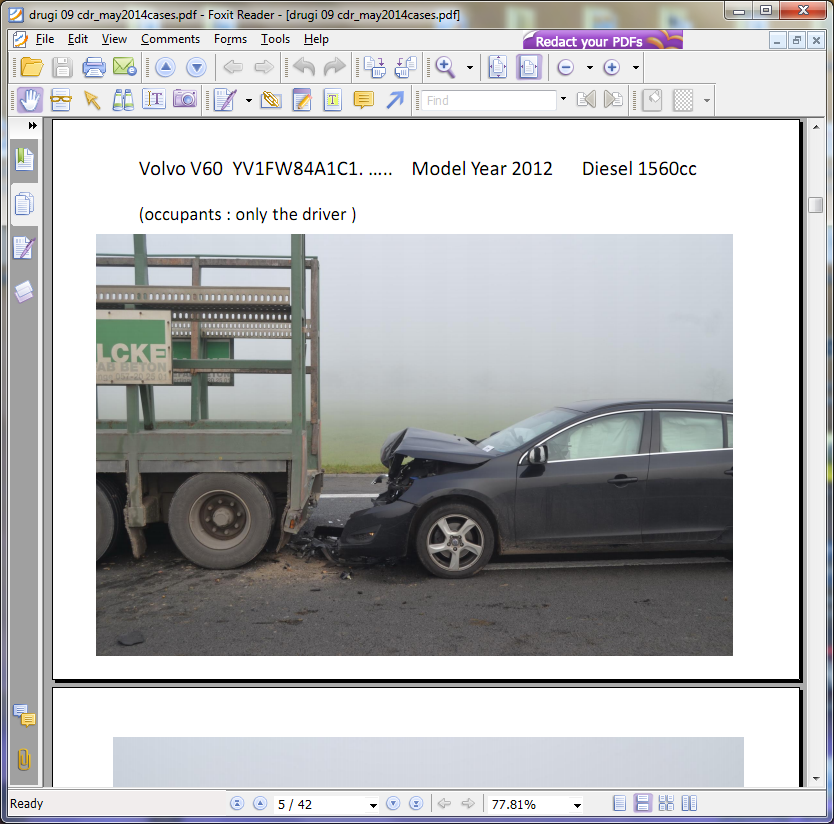 drugi 09 cdr_may2014cases.pdf - Foxit Reader - [drugi 09 cdr_may2014cases.pdf]
File Edit View Comments Forms Tools Help
Redact your PDFs
Find
Volvo V60 YV1FW84A1C1. ..... Model Year 2012 Diesel 1560cc
(occupants : only the driver )
LCKE
AB BETON
Ready
5 / 42
77.81%